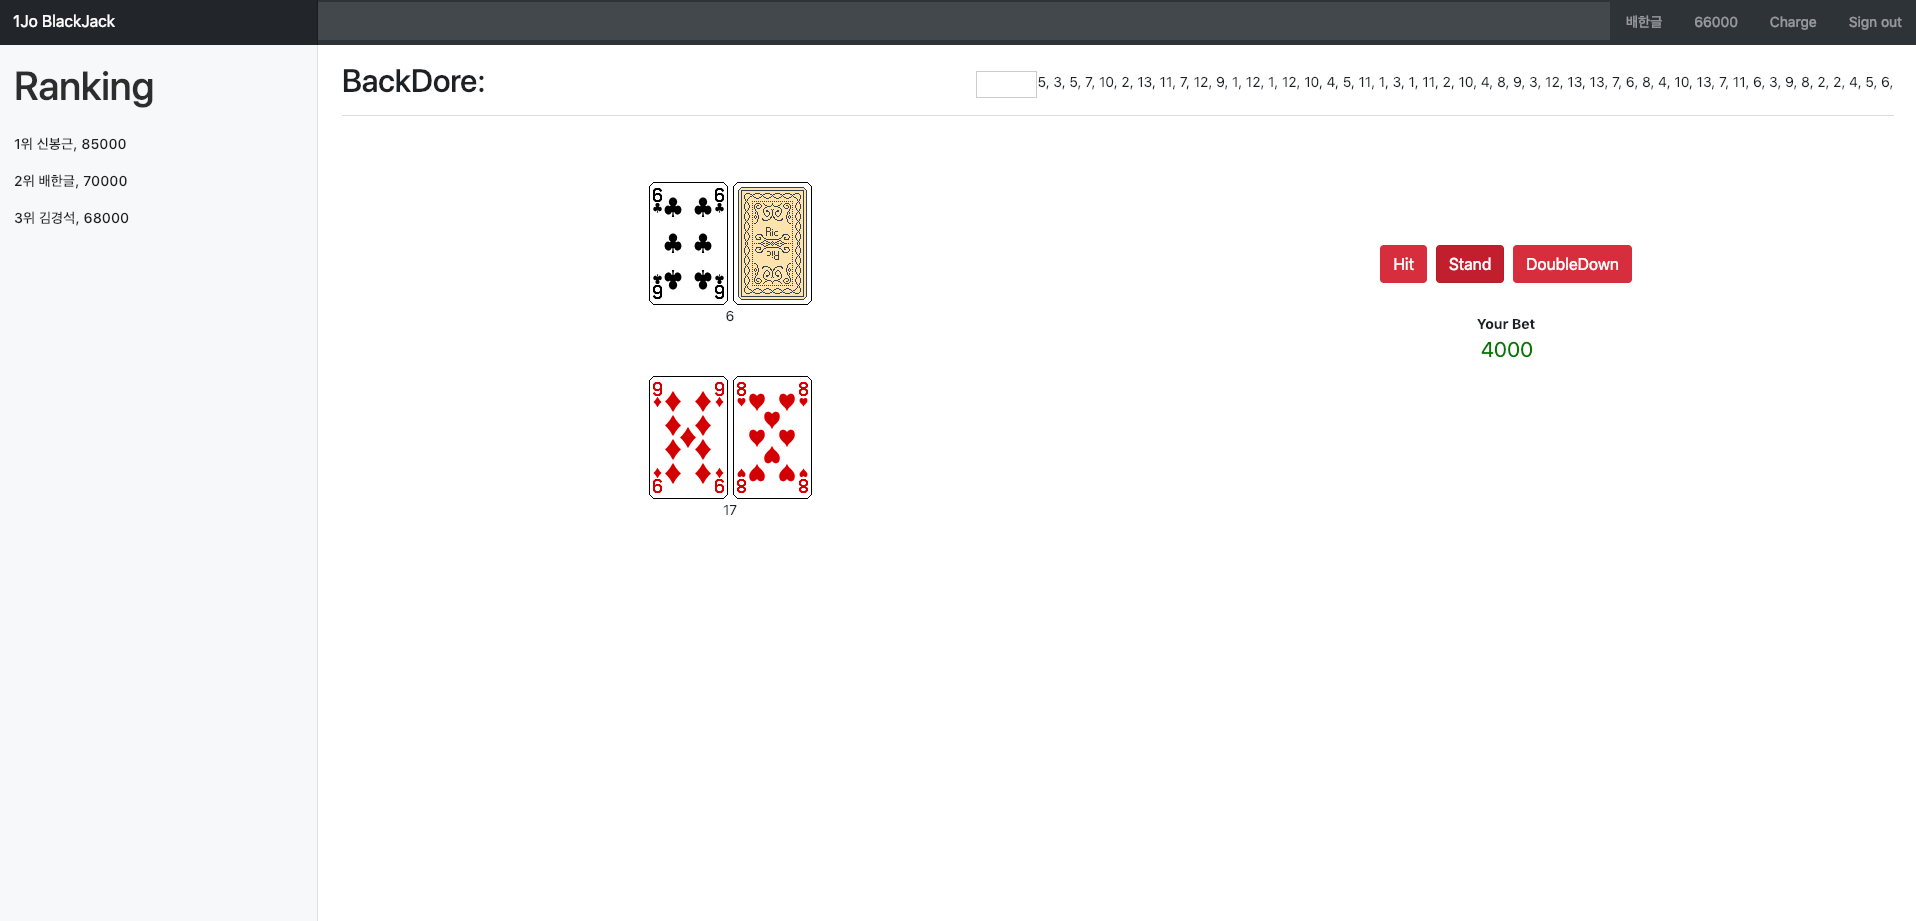 1Jo BlackJack
배한글 66000 Charge Sign out
Ranking
1위 신봉근, 85000
2위 배한글, 70000
3위 김경석, 68000
BackDore:
5, 3, 5, 7, 10, 2, 13, 11, 7, 12, 9, 1, 12, 1, 12, 10, 4, 5, 11, 1, 3, 1, 11, 2, 10, 4, 8, 9, 3, 12, 13, 13, 7, 6, 8, 4, 10, 13, 7, 11, 6, 3, 9, 8, 2, 2, 4, 5, 6,
6 6
Ric
Ric
6 6
6
9 9 8 8
9 9 8 8
17
Hit Stand DoubleDown
Your Bet
4000